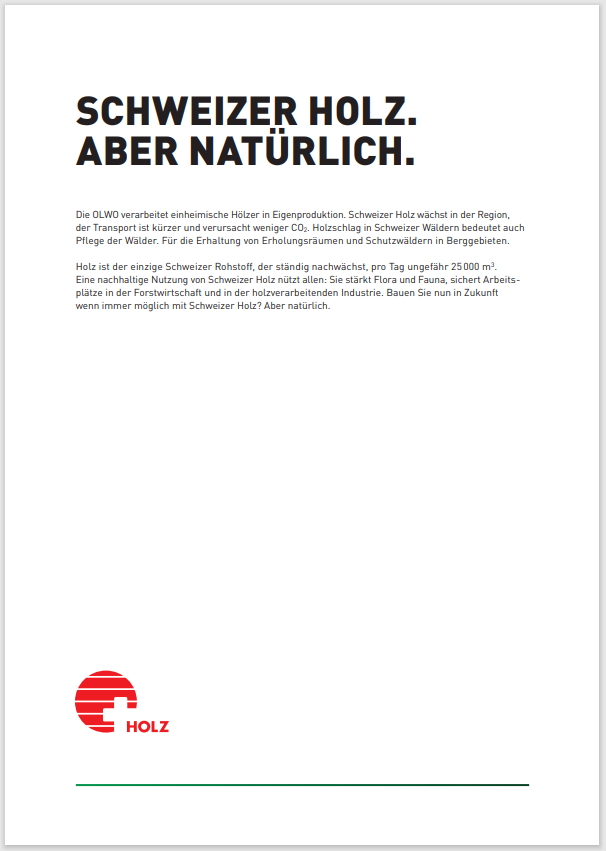 SCHWEIZER HOLZ.
ABER NATÜRLICH.
Die OLWO verarbeitet einheimische Hölzer in Eigenproduktion. Schweizer Holz wächst in der Region,
der Transport ist kürzer und verursacht weniger CO₂. Holzschlag in Schweizer Wäldern bedeutet auch
Pflege der Wälder. Für die Erhaltung von Erholungsräumen und Schutzwäldern in Berggebieten.
Holz ist der einzige Schweizer Rohstoff, der ständig nachwächst, pro Tag ungefähr 25 000 m³.
Eine nachhaltige Nutzung von Schweizer Holz nützt allen: Sie stärkt Flora und Fauna, sichert Arbeits-
plätze in der Forstwirtschaft und in der holzverarbeitenden Industrie. Bauen Sie nun in Zukunft
wenn immer möglich mit Schweizer Holz? Aber natürlich.
HOLZ